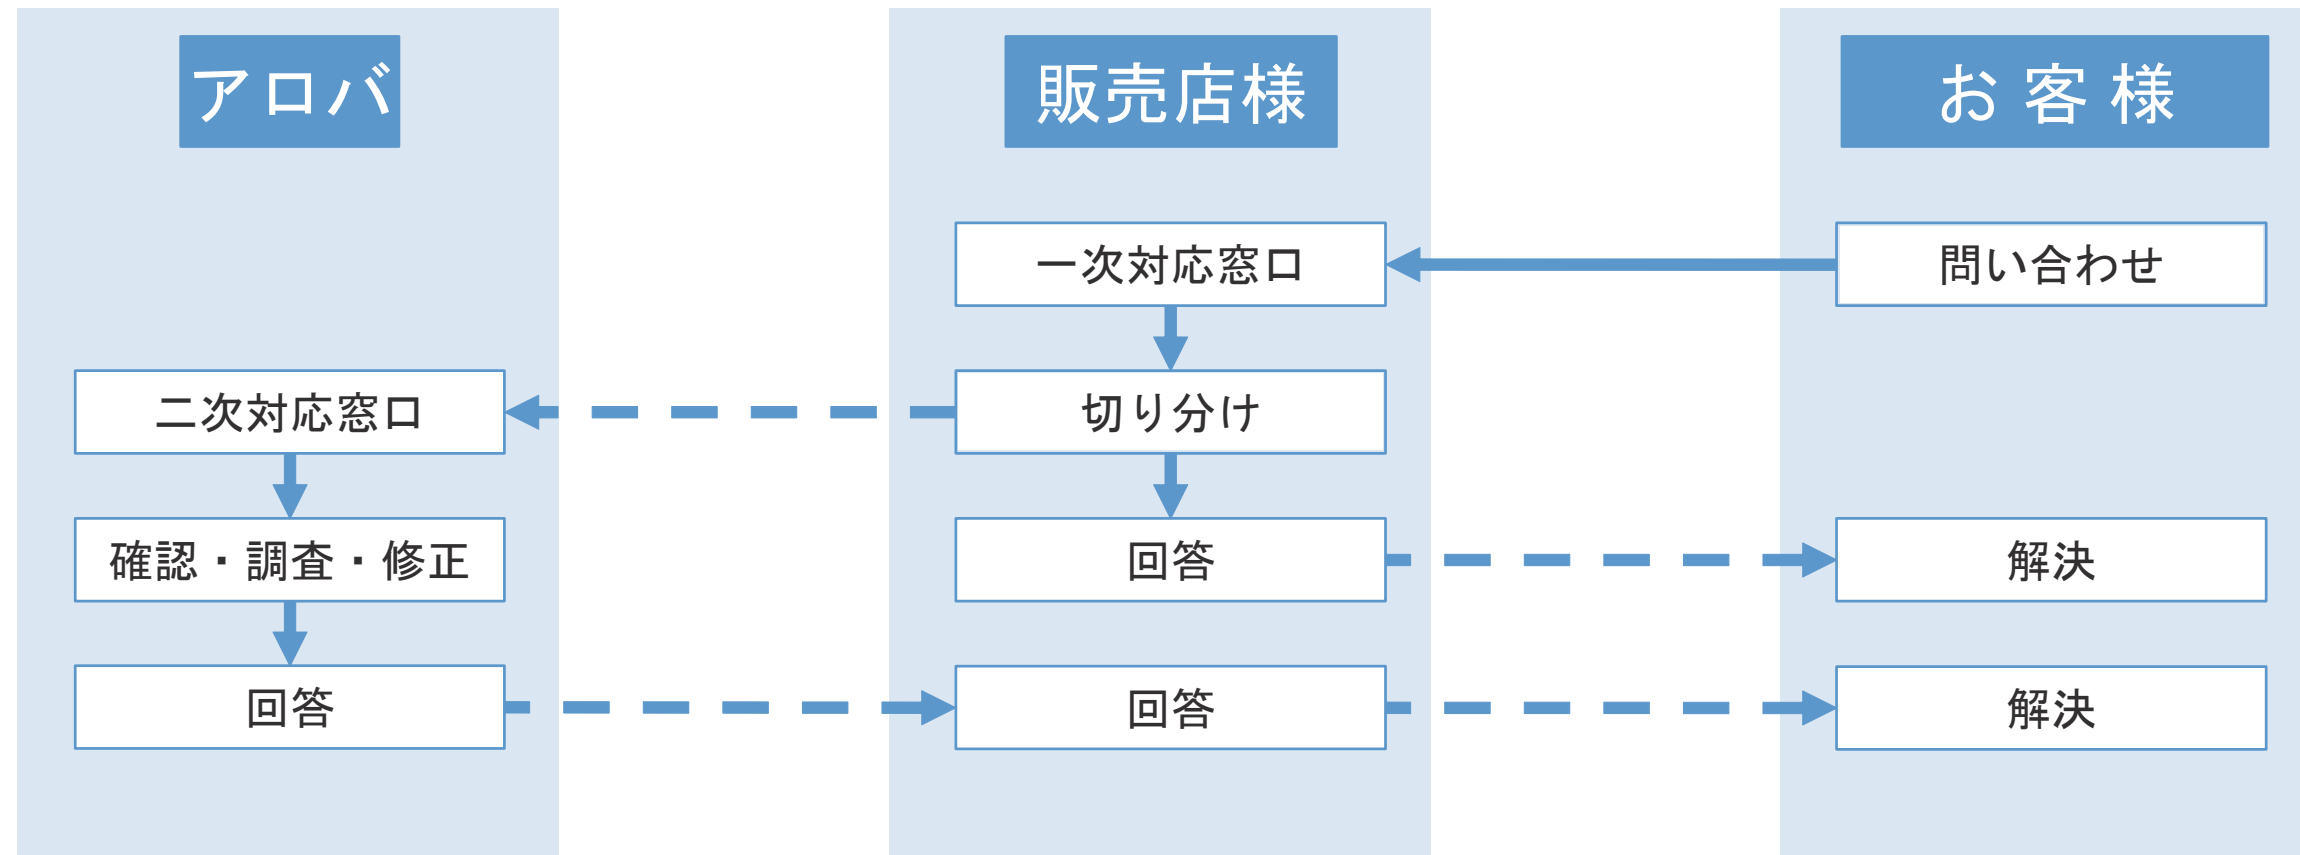 アロバ
販売店様
お客様
一次対応窓口
問い合わせ
二次対応窓口
切り分け
確認・調査・修正
回答
解決
回答
回答
解決